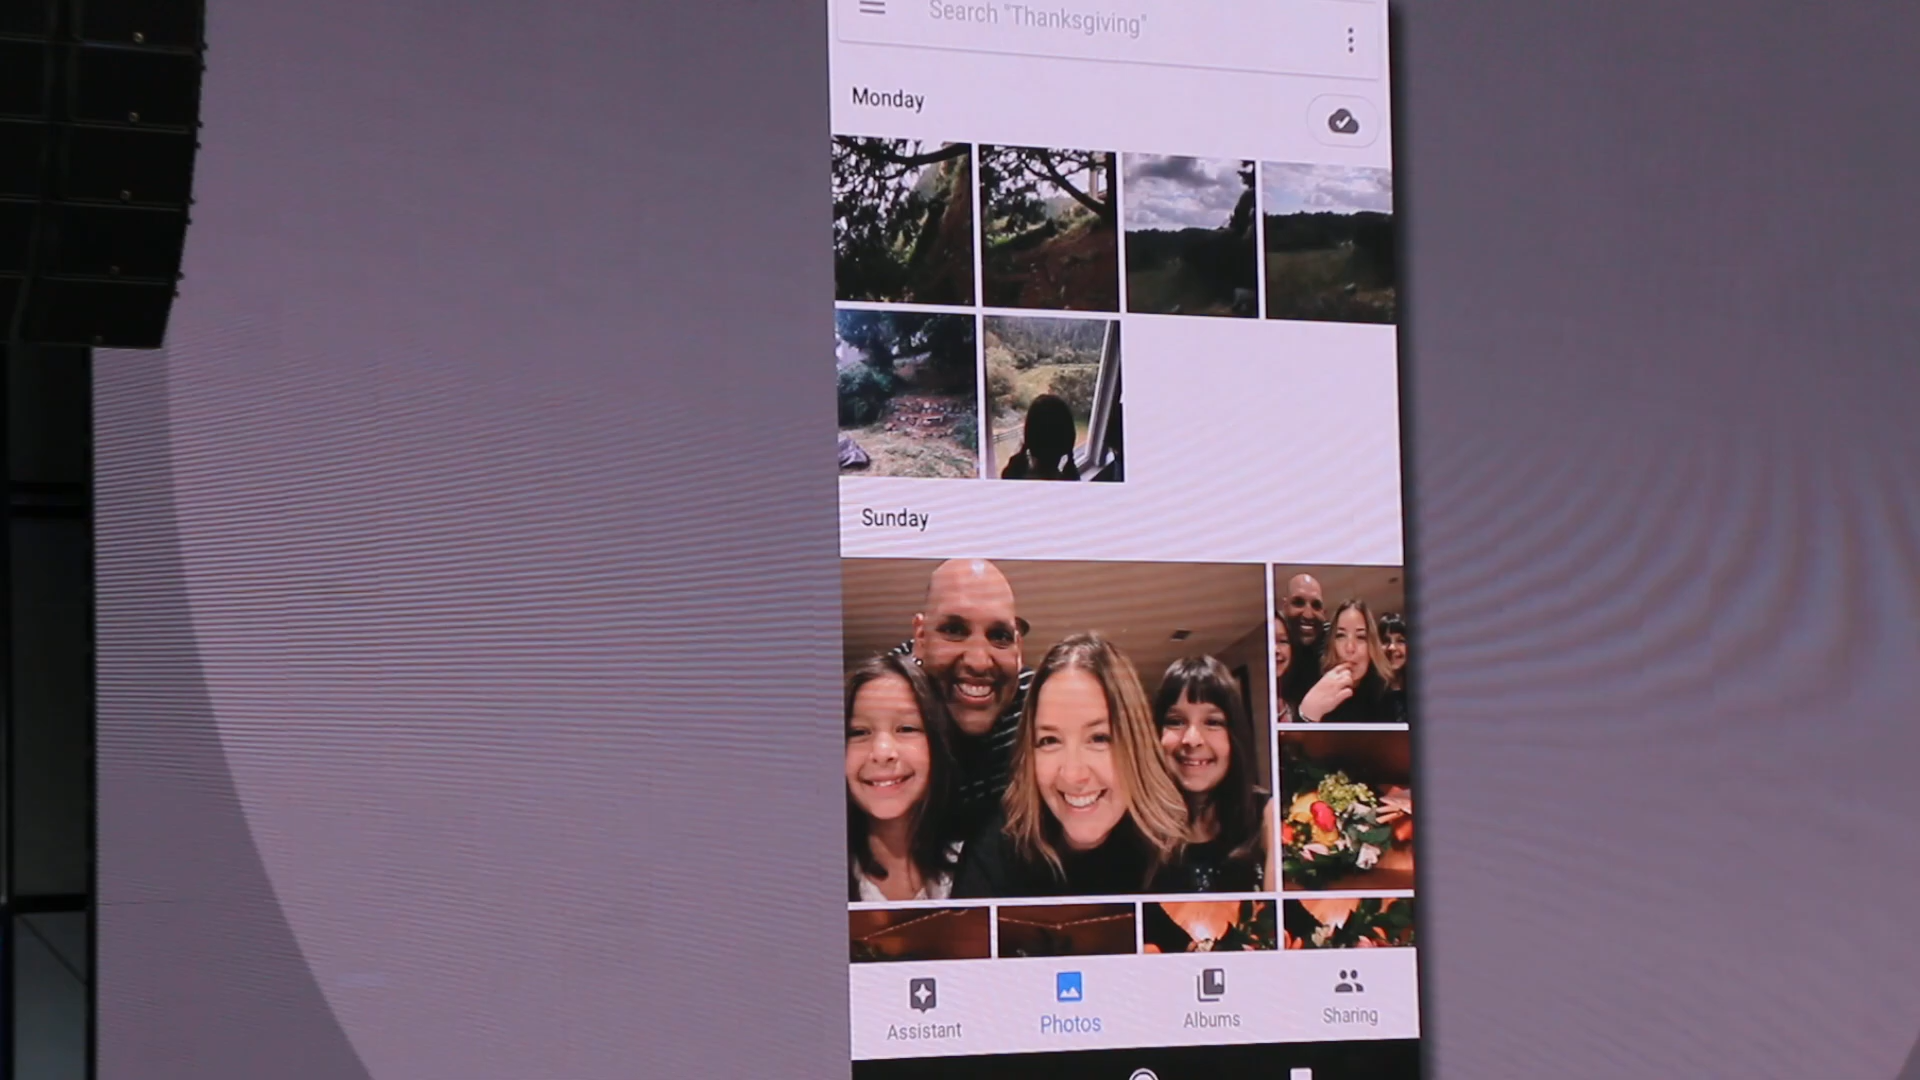 Search "Thanksgiving"
Monday
Sunday
Assistant
Photos
Albums
Sharing